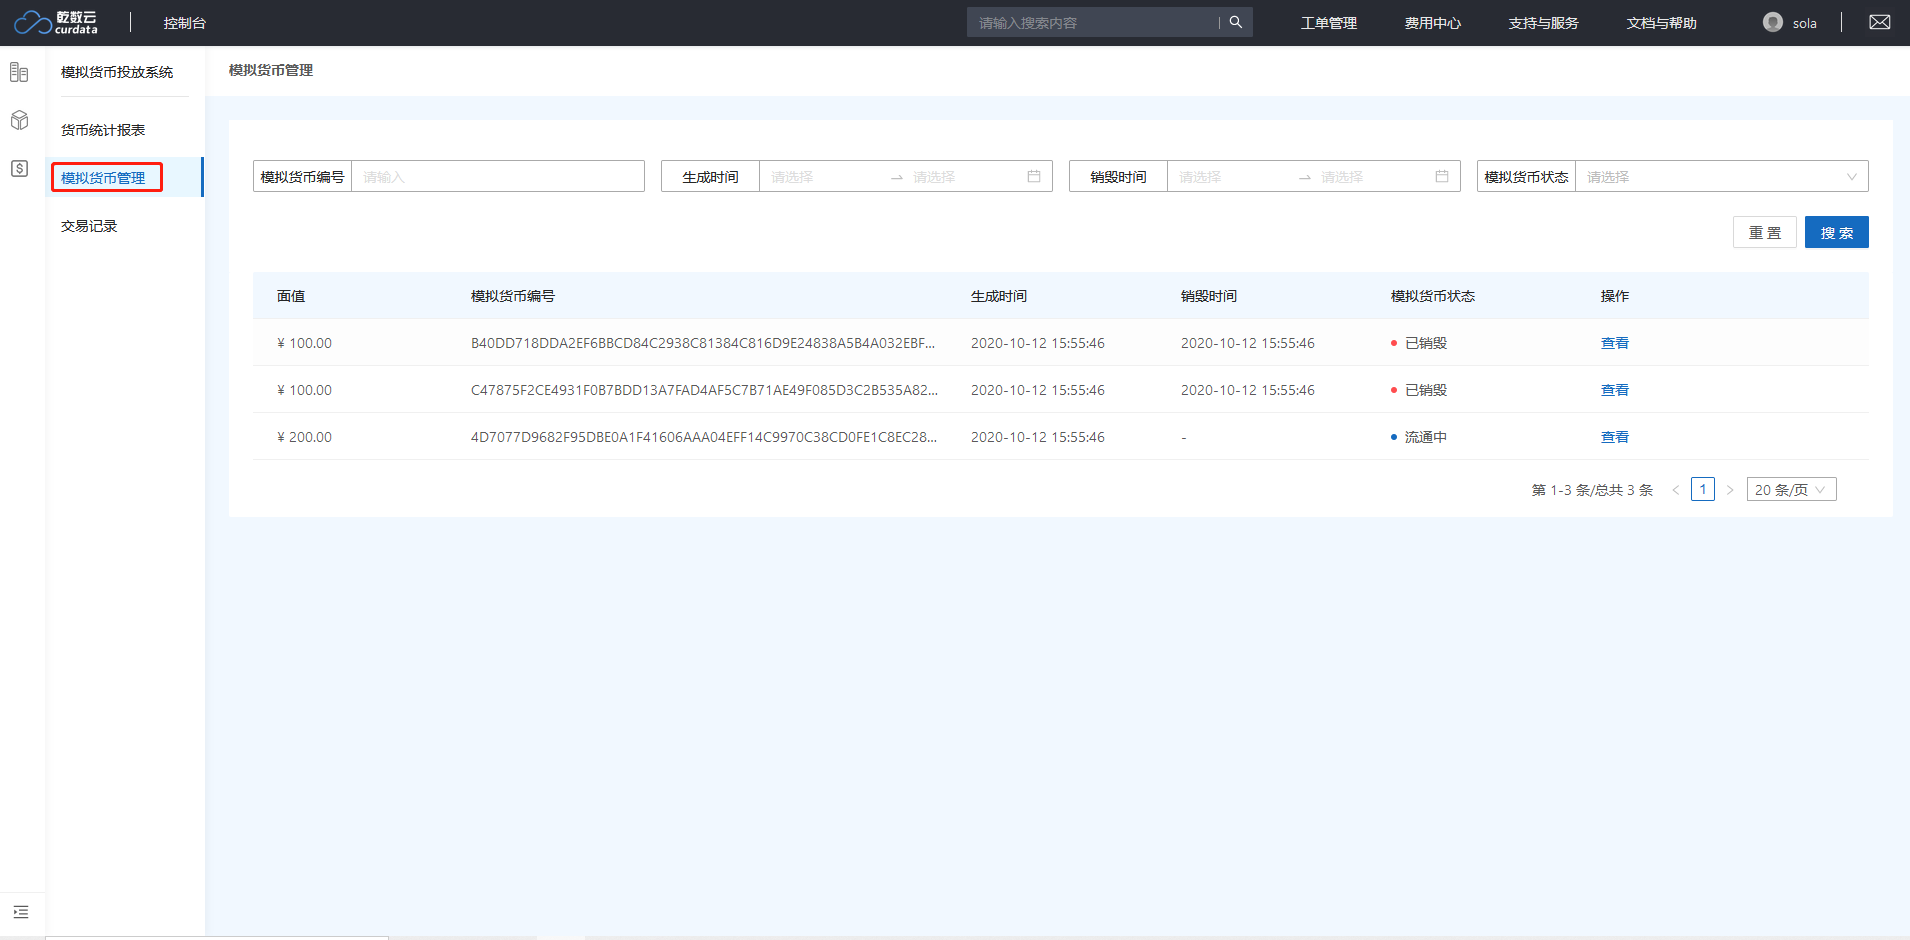 乾数云
curdata
控制台
请输入搜索内容
工单管理
费用中心
支持与服务
文档与帮助
sola
模拟货币投放系统
货币统计报表
模拟货币管理
交易记录
模拟货币管理
模拟货币编号 请输入
生成时间 请选择 → 请选择
销毁时间 请选择 → 请选择
模拟货币状态 请选择
重 置 搜 索
面值 模拟货币编号 生成时间 销毁时间 模拟货币状态 操作
¥ 100.00 B40DD718DDA2EF6BBCD84C2938C81384C816D9E24838A5B4A032EBF... 2020-10-12 15:55:46 2020-10-12 15:55:46 已销毁 查看
¥ 100.00 C47875F2CE4931F0B7BDD13A7FAD4AF5C7B71AE49F085D3C2B535A82... 2020-10-12 15:55:46 2020-10-12 15:55:46 已销毁 查看
¥ 200.00 4D7077D9682F95DBE0A1F41606AAA04EFF14C9970C38CD0FE1C8EC28... 2020-10-12 15:55:46 - 流通中 查看
第 1-3 条/总共 3 条 < 1 > 20 条/页